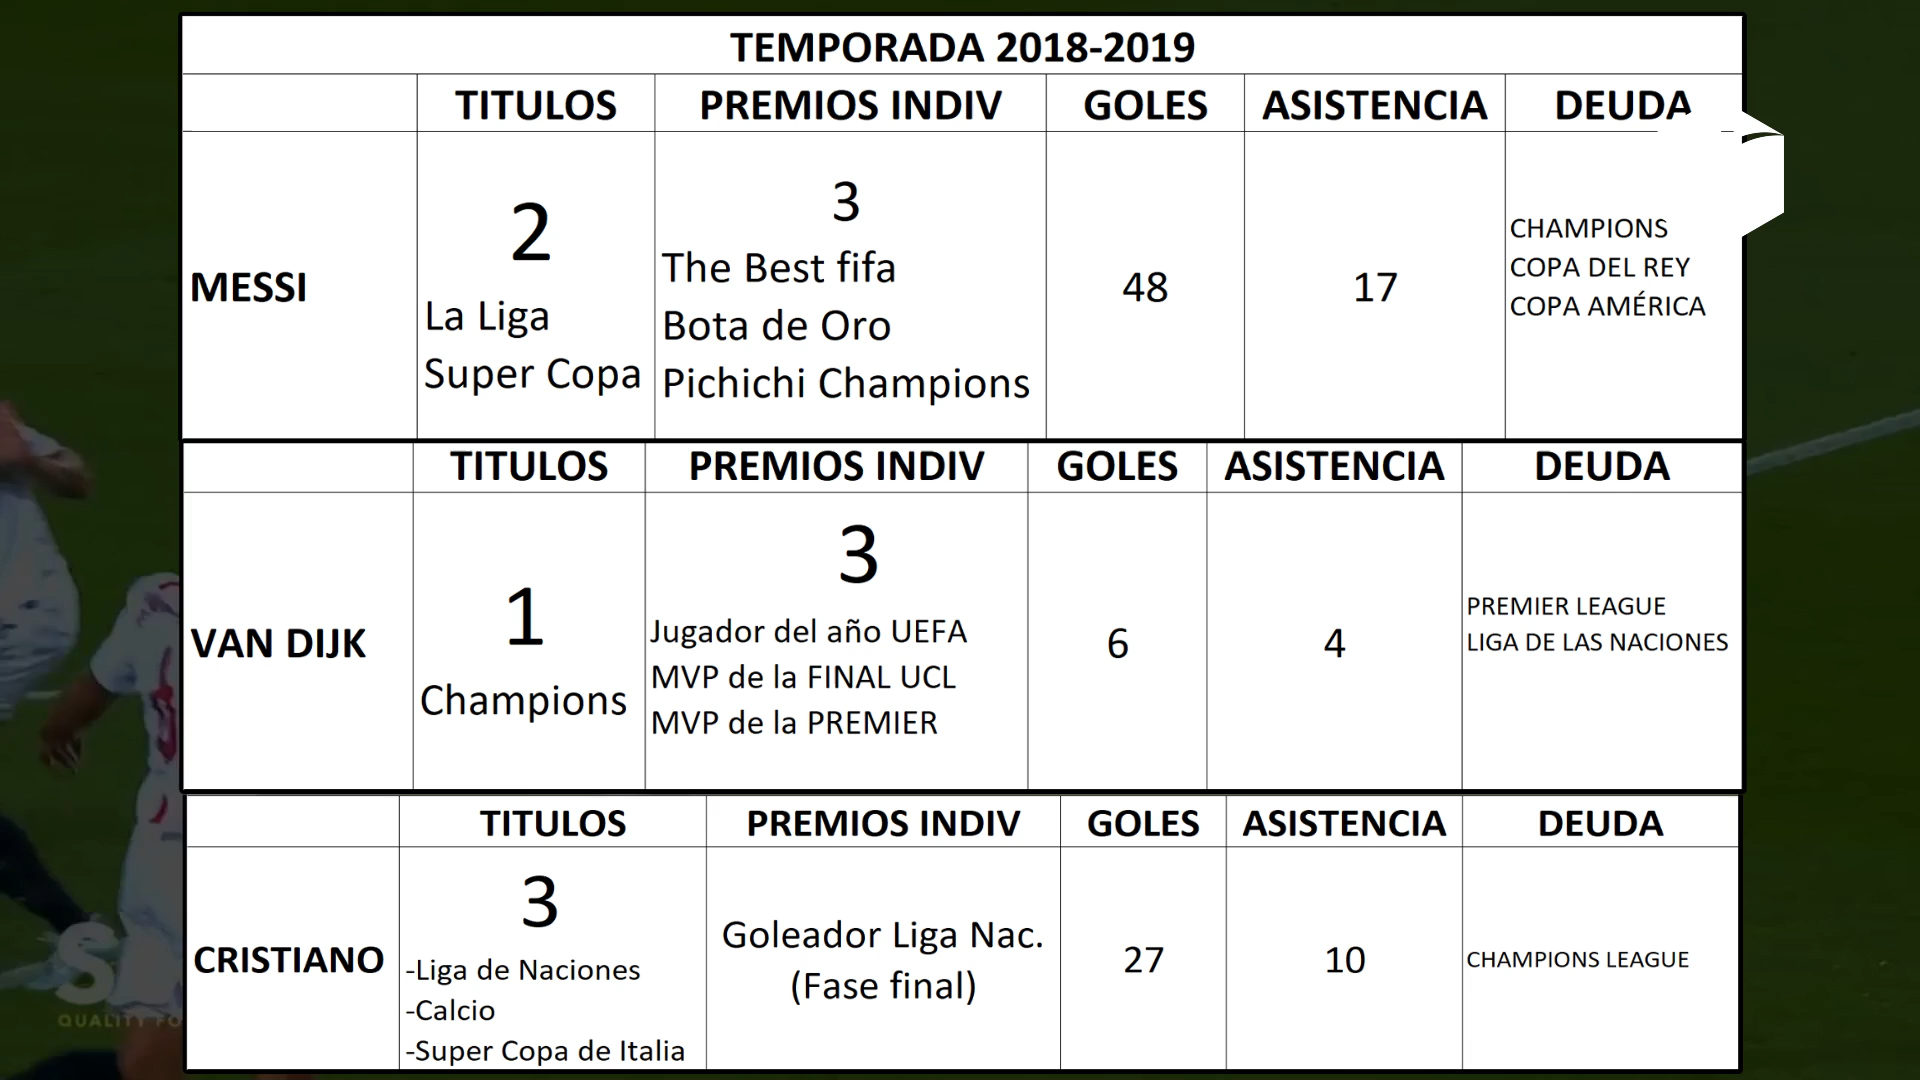 TEMPORADA 2018-2019
TITULOS PREMIOS INDIV GOLES ASISTENCIA DEUDA
MESSI
2
La Liga
Super Copa
3
The Best fifa
Bota de Oro
Pichichi Champions
48
17
CHAMPIONS
COPA DEL REY
COPA AMÉRICA
TITULOS PREMIOS INDIV GOLES ASISTENCIA DEUDA
VAN DIJK
1
Champions
3
Jugador del año UEFA
MVP de la FINAL UCL
MVP de la PREMIER
6
4
PREMIER LEAGUE
LIGA DE LAS NACIONES
TITULOS PREMIOS INDIV GOLES ASISTENCIA DEUDA
CRISTIANO
3
-Liga de Naciones
-Calcio
-Super Copa de Italia
Goleador Liga Nac.
(Fase final)
27
10
CHAMPIONS LEAGUE
QUALITY